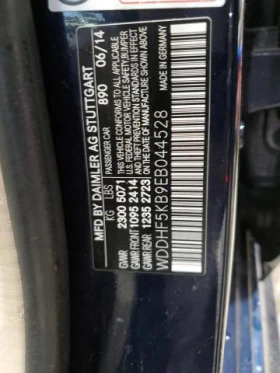 MFD BY DAIMLER AG STUTTGART
PASSENGER CAR 890 06/14
KG LBS
GWR 2300 5071
GAWR FRONT 1095 2414
GAWR REAR 1235 2723
THIS VEHICLE CONFORMS TO ALL APPLICABLE
U.S. FEDERAL MOTOR VEHICLE SAFETY, BUMPER
AND THEFT PREVENTION STANDARDS IN EFFECT
ON THE DATE OF MANUFACTURE SHOWN ABOVE
WDDHF5KB9EB044528
MADE IN GERMANY